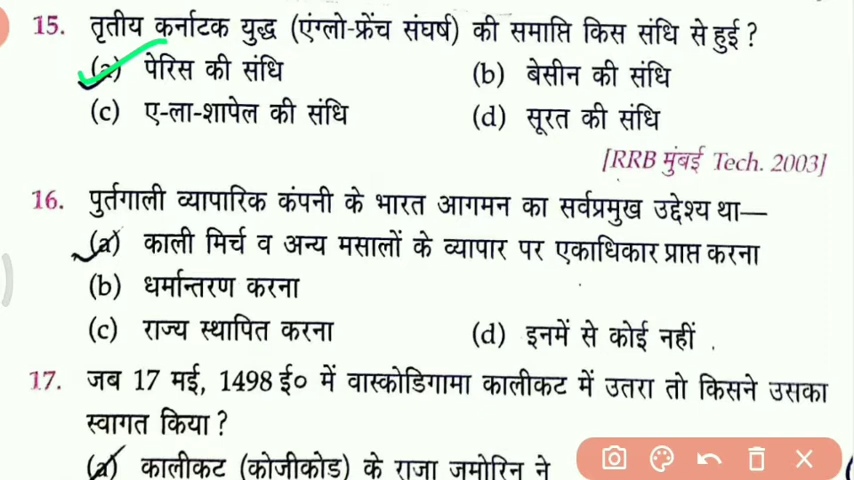 15. तृतीय कर्नाटक युद्ध (एंग्लो-फ्रेंच संघर्ष) की समाप्ति किस संधि से हुई ?
(a) पेरिस की संधि (b) बेसीन की संधि
(c) ए-ला-शापेल की संधि (d) सूरत की संधि
[RRB मुंबई Tech. 2003]
16. पुर्तगाली व्यापारिक कंपनी के भारत आगमन का सर्वप्रमुख उद्देश्य था—
(a) काली मिर्च व अन्य मसालों के व्यापार पर एकाधिकार प्राप्त करना
(b) धर्मान्तरण करना
(c) राज्य स्थापित करना (d) इनमें से कोई नहीं
17. जब 17 मई, 1498 ई० में वास्कोडिगामा कालीकट में उतरा तो किसने उसका
स्वागत किया ?
(a) कालीकट (कोजीकोड) के राजा जमोरिन ने